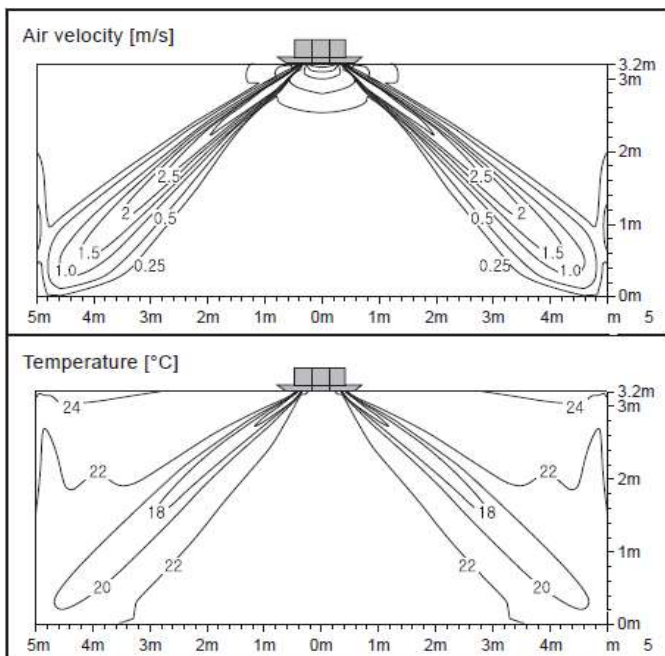 Air velocity [m/s]
3.2m
3m
2m
1m
0m
2.5 2.5
2 2
0.5 0.5
1.5 1.5
1.0 0.25 0.25 1.0
5m 4m 3m 2m 1m 0m 1m 2m 3m 4m m 5
Temperature [°C]
3.2m
3m
2m
1m
0m
24 24
22 22
18 18
22 22
20 20
5m 4m 3m 2m 1m 0m 1m 2m 3m 4m m 5